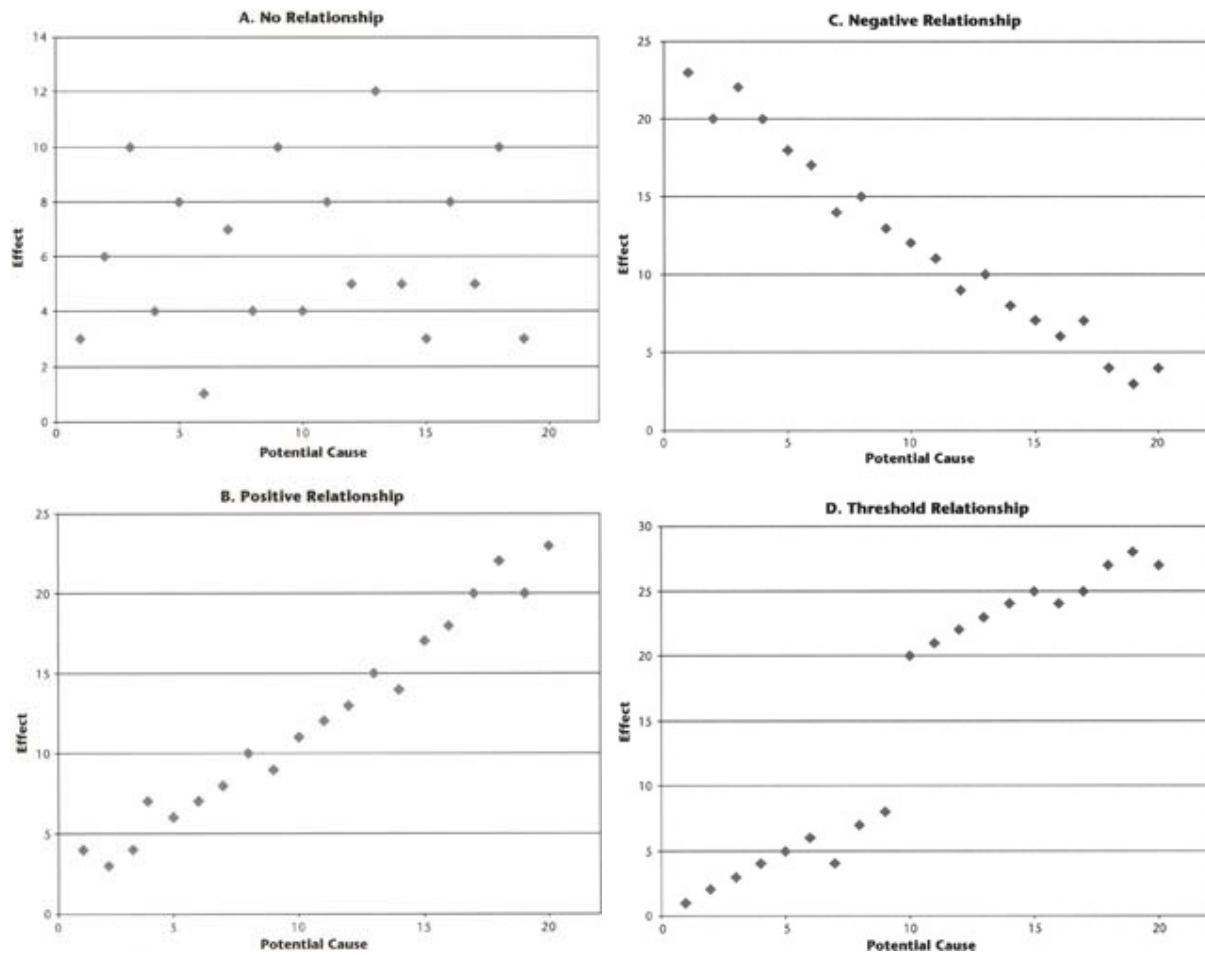 A. No Relationship
14
12
10
8
6
4
2
0
Effect
0 5 10 15 20
Potential Cause
B. Positive Relationship
25
20
15
10
5
0
Effect
0 5 10 15 20
Potential Cause
C. Negative Relationship
25
20
15
10
5
0
Effect
0 5 10 15 20
Potential Cause
D. Threshold Relationship
30
25
20
15
10
5
0
Effect
0 5 10 15 20
Potential Cause